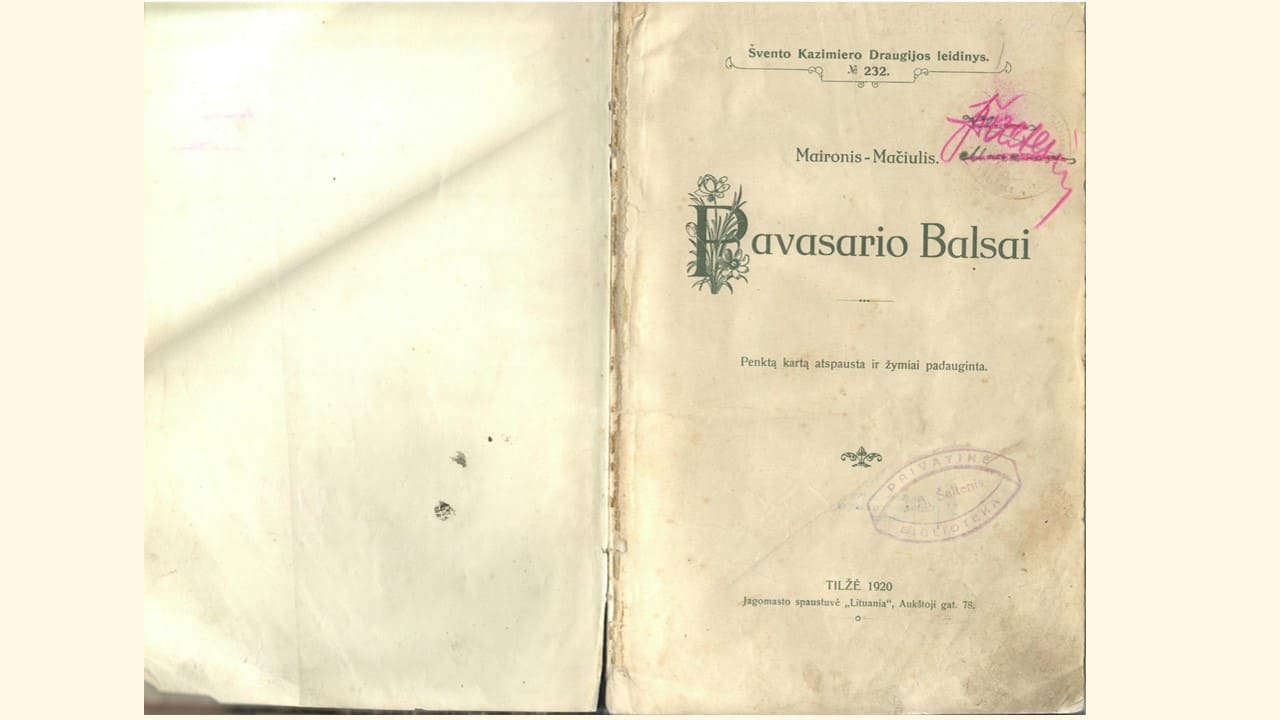 Švento Kazimiero Draugijos leidinys.
№ 232.
Maironis-Mačiulis.
Pavasario Balsai
Penktą kartą atspausta ir žymiai padauginta.
PRIVATINĖ
Šaltenis
BIBLIOTEKA
TILŽĖ 1920
Jagomasto spaustuvė „Lituania“, Aukštoji gat. 78.